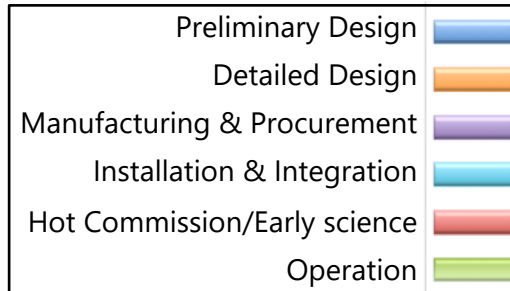 Preliminary Design
Detailed Design
Manufacturing & Procurement
Installation & Integration
Hot Commission/Early science
Operation